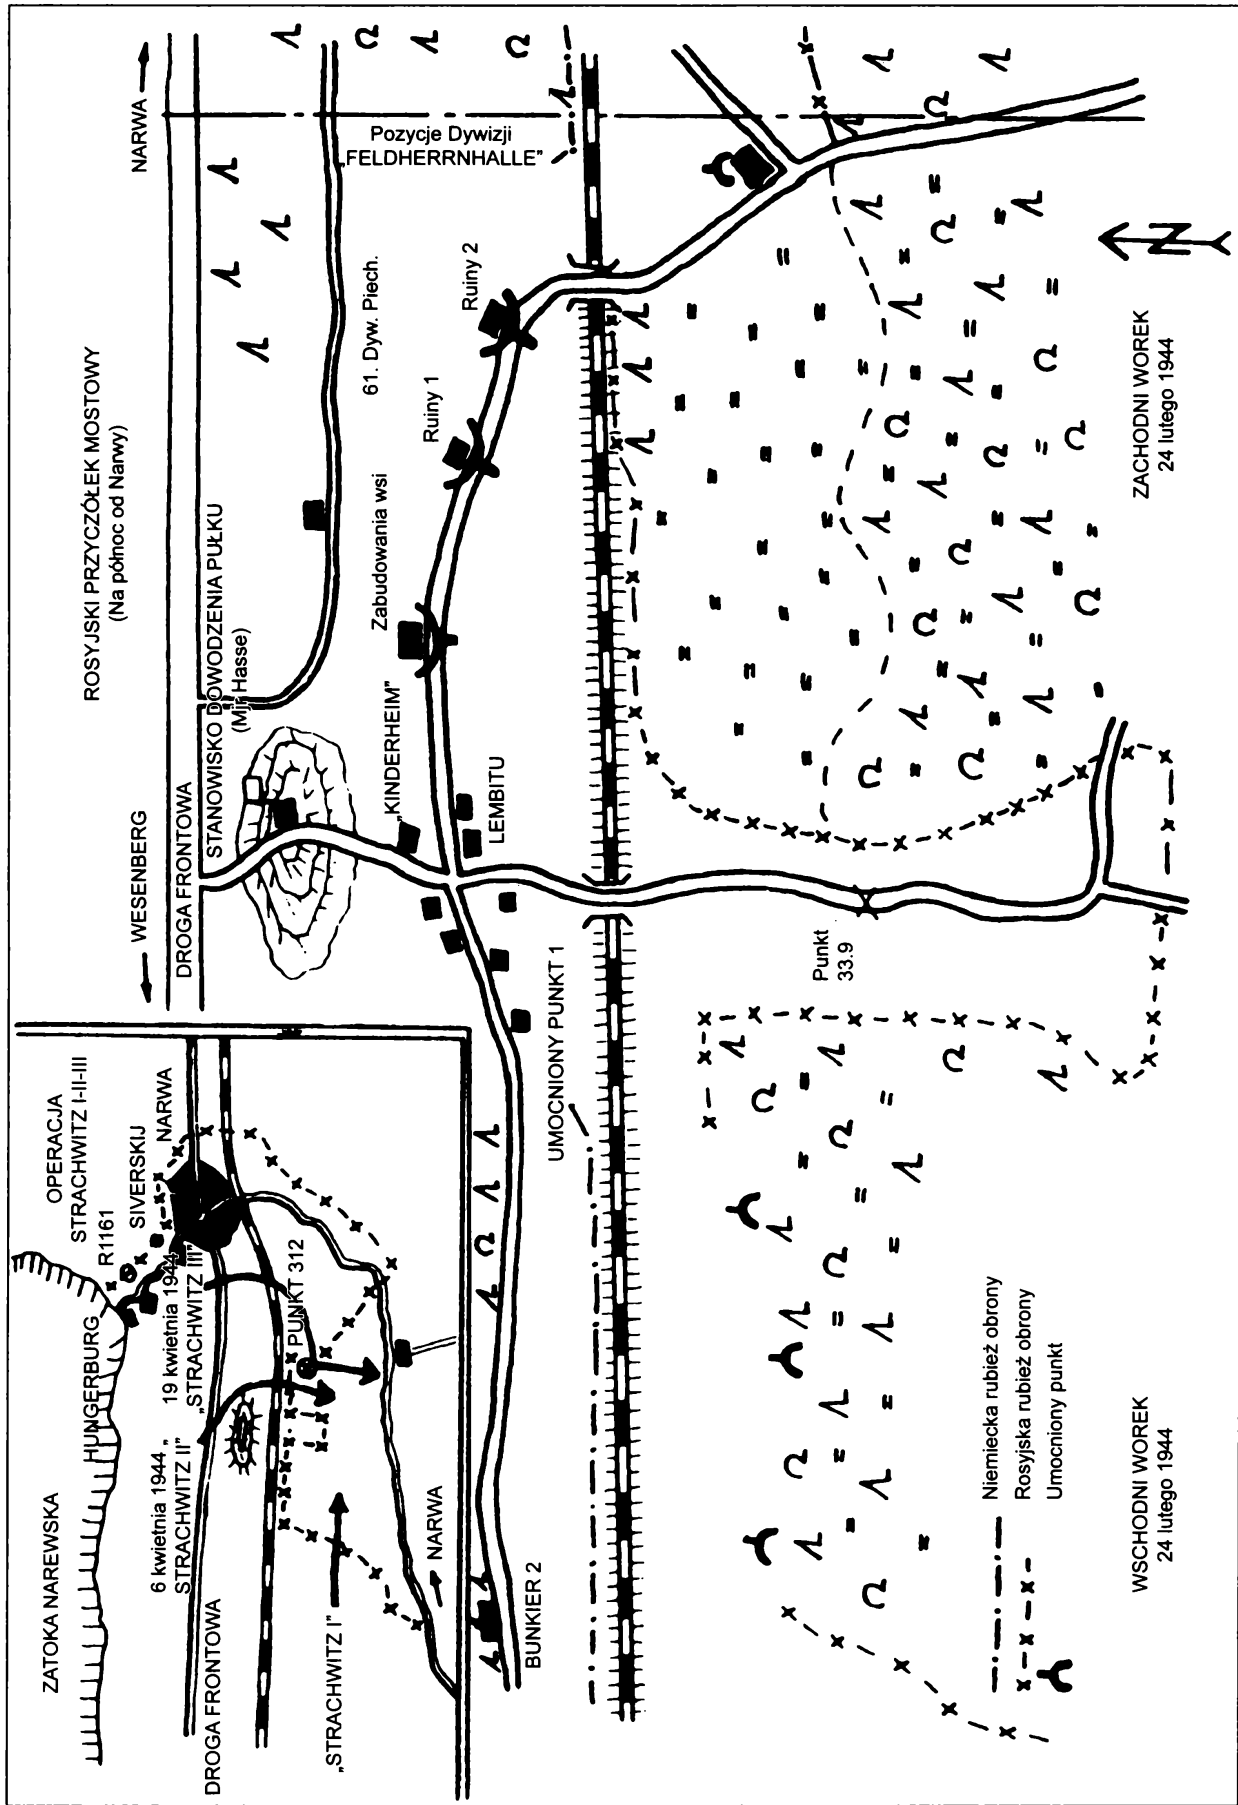 ZATOKA NAREWSKA
HUNGERBURG
R1161
OPERACJA
STRACHWITZ I-II-III
SIVERSKIJ
NARWA
19 kwietnia 1944
„STRACHWITZ III”
6 kwietnia 1944 „
STRACHWITZ II”
PUNKT 312
DROGA FRONTOWA
„STRACHWITZ I”
NARWA
WESENBERG
DROGA FRONTOWA
ROSYJSKI PRZYCZÓŁEK MOSTOWY
(Na północ od Narwy)
NARWA
STANOWISKO DOWODZENIA PUŁKU
(Mjr Hasse)
„KINDERHEIM”
LEMBITU
Zabudowania wsi
Ruiny 1
61. Dyw. Piech.
Ruiny 2
Pozycje Dywizji
„FELDHERRNHALLE”
BUNKIER 2
UMOCNIONY PUNKT 1
Punkt
33.9
N
Niemiecka rubież obrony
Rosyjska rubież obrony
Umocniony punkt
WSCHODNI WOREK
24 lutego 1944
ZACHODNI WOREK
24 lutego 1944